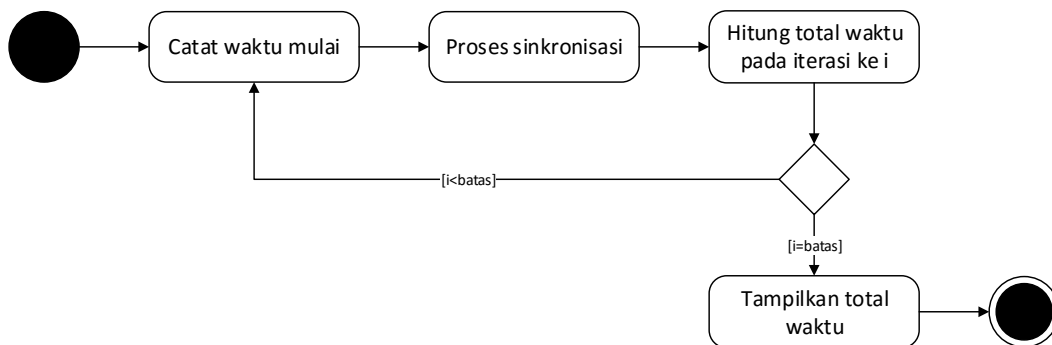 Catat waktu mulai
Proses sinkronisasi
Hitung total waktu
pada iterasi ke i
[i<batas]
[i=batas]
Tampilkan total
waktu